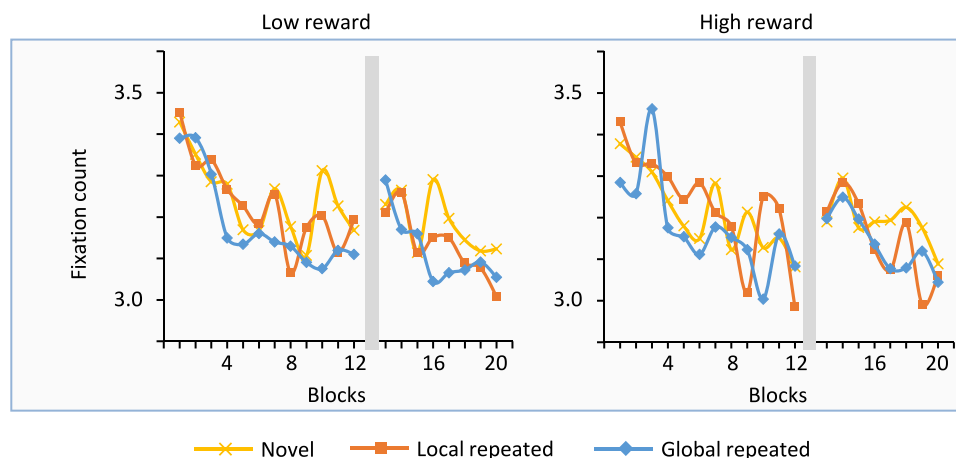 Low reward
High reward
Fixation count
3.5
3.0
4 8 12 16 20
Blocks
3.5
3.0
4 8 12 16 20
Blocks
Novel Local repeated Global repeated